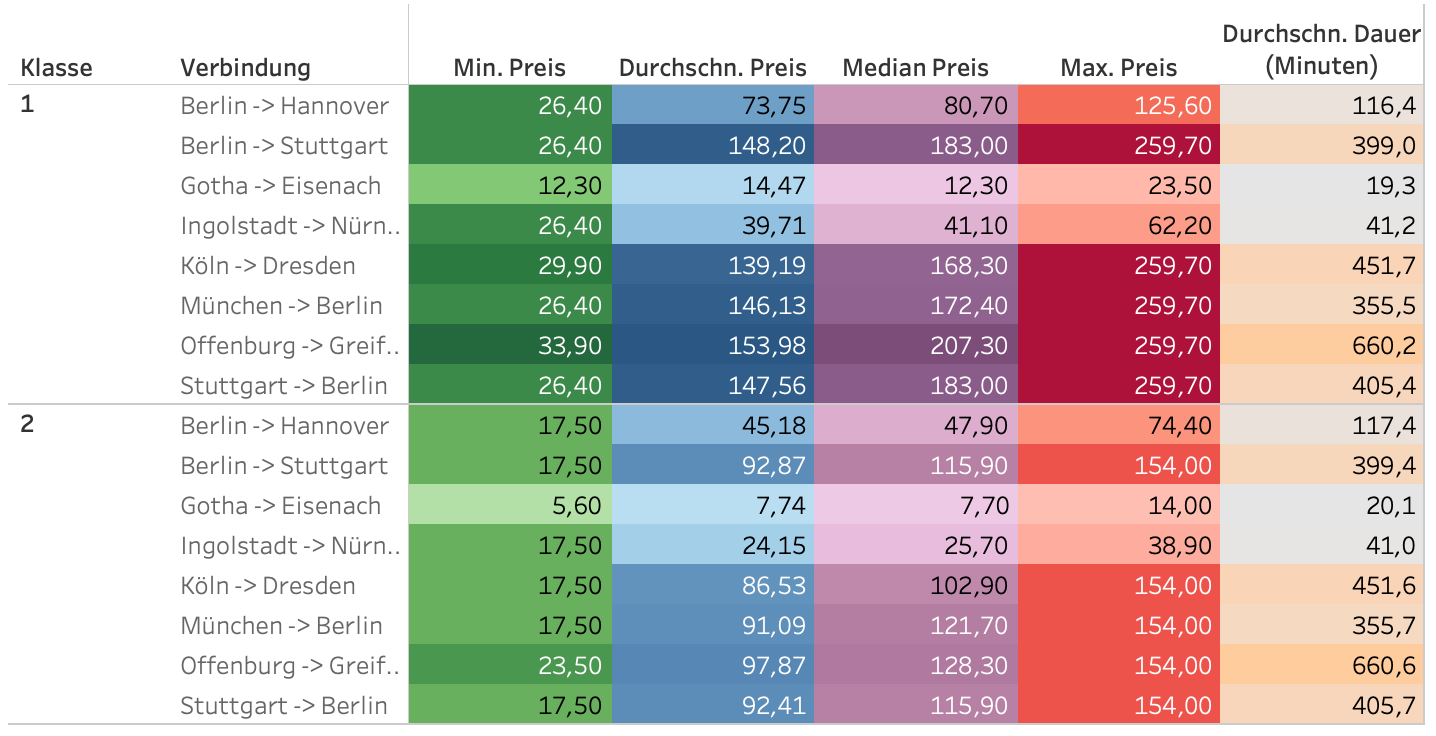 Klasse Verbindung Min. Preis Durchschn. Preis Median Preis Max. Preis Durchschn. Dauer (Minuten)
1 Berlin -> Hannover 26,40 73,75 80,70 125,60 116,4
Berlin -> Stuttgart 26,40 148,20 183,00 259,70 399,0
Gotha -> Eisenach 12,30 14,47 12,30 23,50 19,3
Ingolstadt -> Nürn.. 26,40 39,71 41,10 62,20 41,2
Köln -> Dresden 29,90 139,19 168,30 259,70 451,7
München -> Berlin 26,40 146,13 172,40 259,70 355,5
Offenburg -> Greif.. 33,90 153,98 207,30 259,70 660,2
Stuttgart -> Berlin 26,40 147,56 183,00 259,70 405,4
2 Berlin -> Hannover 17,50 45,18 47,90 74,40 117,4
Berlin -> Stuttgart 17,50 92,87 115,90 154,00 399,4
Gotha -> Eisenach 5,60 7,74 7,70 14,00 20,1
Ingolstadt -> Nürn.. 17,50 24,15 25,70 38,90 41,0
Köln -> Dresden 17,50 86,53 102,90 154,00 451,6
München -> Berlin 17,50 91,09 121,70 154,00 355,7
Offenburg -> Greif.. 23,50 97,87 128,30 154,00 660,6
Stuttgart -> Berlin 17,50 92,41 115,90 154,00 405,7